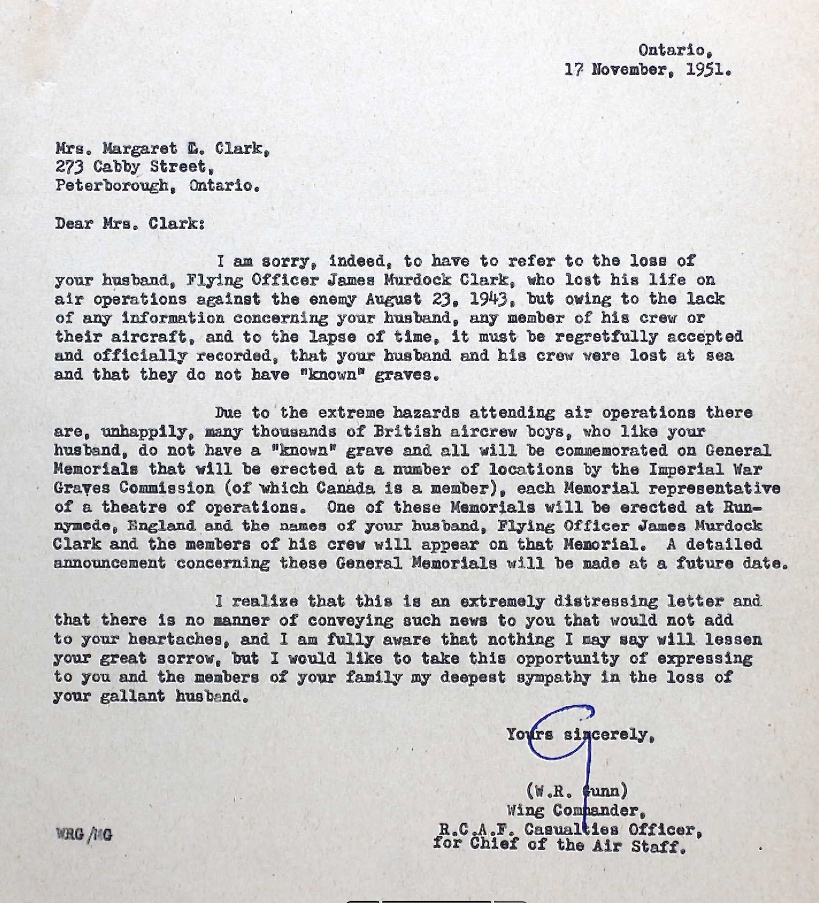 Ontario,
17 November, 1951.
Mrs. Margaret E. Clark,
273 Cabby Street,
Peterborough, Ontario.
Dear Mrs. Clark:
I am sorry, indeed, to have to refer to the loss of
your husband, Flying Officer James Murdock Clark, who lost his life on
air operations against the enemy August 23, 1943, but owing to the lack
of any information concerning your husband, any member of his crew or
their aircraft, and to the lapse of time, it must be regretfully accepted
and officially recorded, that your husband and his crew were lost at sea
and that they do not have "known" graves.
Due to the extreme hazards attending air operations there
are, unhappily, many thousands of British aircrew boys, who like your
husband, do not have a "known" grave and all will be commemorated on General
Memorials that will be erected at a number of locations by the Imperial War
Graves Commission (of which Canada is a member), each Memorial representative
of a theatre of operations. One of these Memorials will be erected at Run-
nymede, England and the names of your husband, Flying Officer James Murdock
Clark and the members of his crew will appear on that Memorial. A detailed
announcement concerning these General Memorials will be made at a future date.
I realize that this is an extremely distressing letter and
that there is no manner of conveying such news to you that would not add
to your heartaches, and I am fully aware that nothing I may say will lessen
your great sorrow, but I would like to take this opportunity of expressing
to you and the members of your family my deepest sympathy in the loss of
your gallant husband.
Yours sincerely,
(W.R. Gunn)
Wing Commander,
R.C.A.F. Casualties Officer,
for Chief of the Air Staff.
WRG/MG